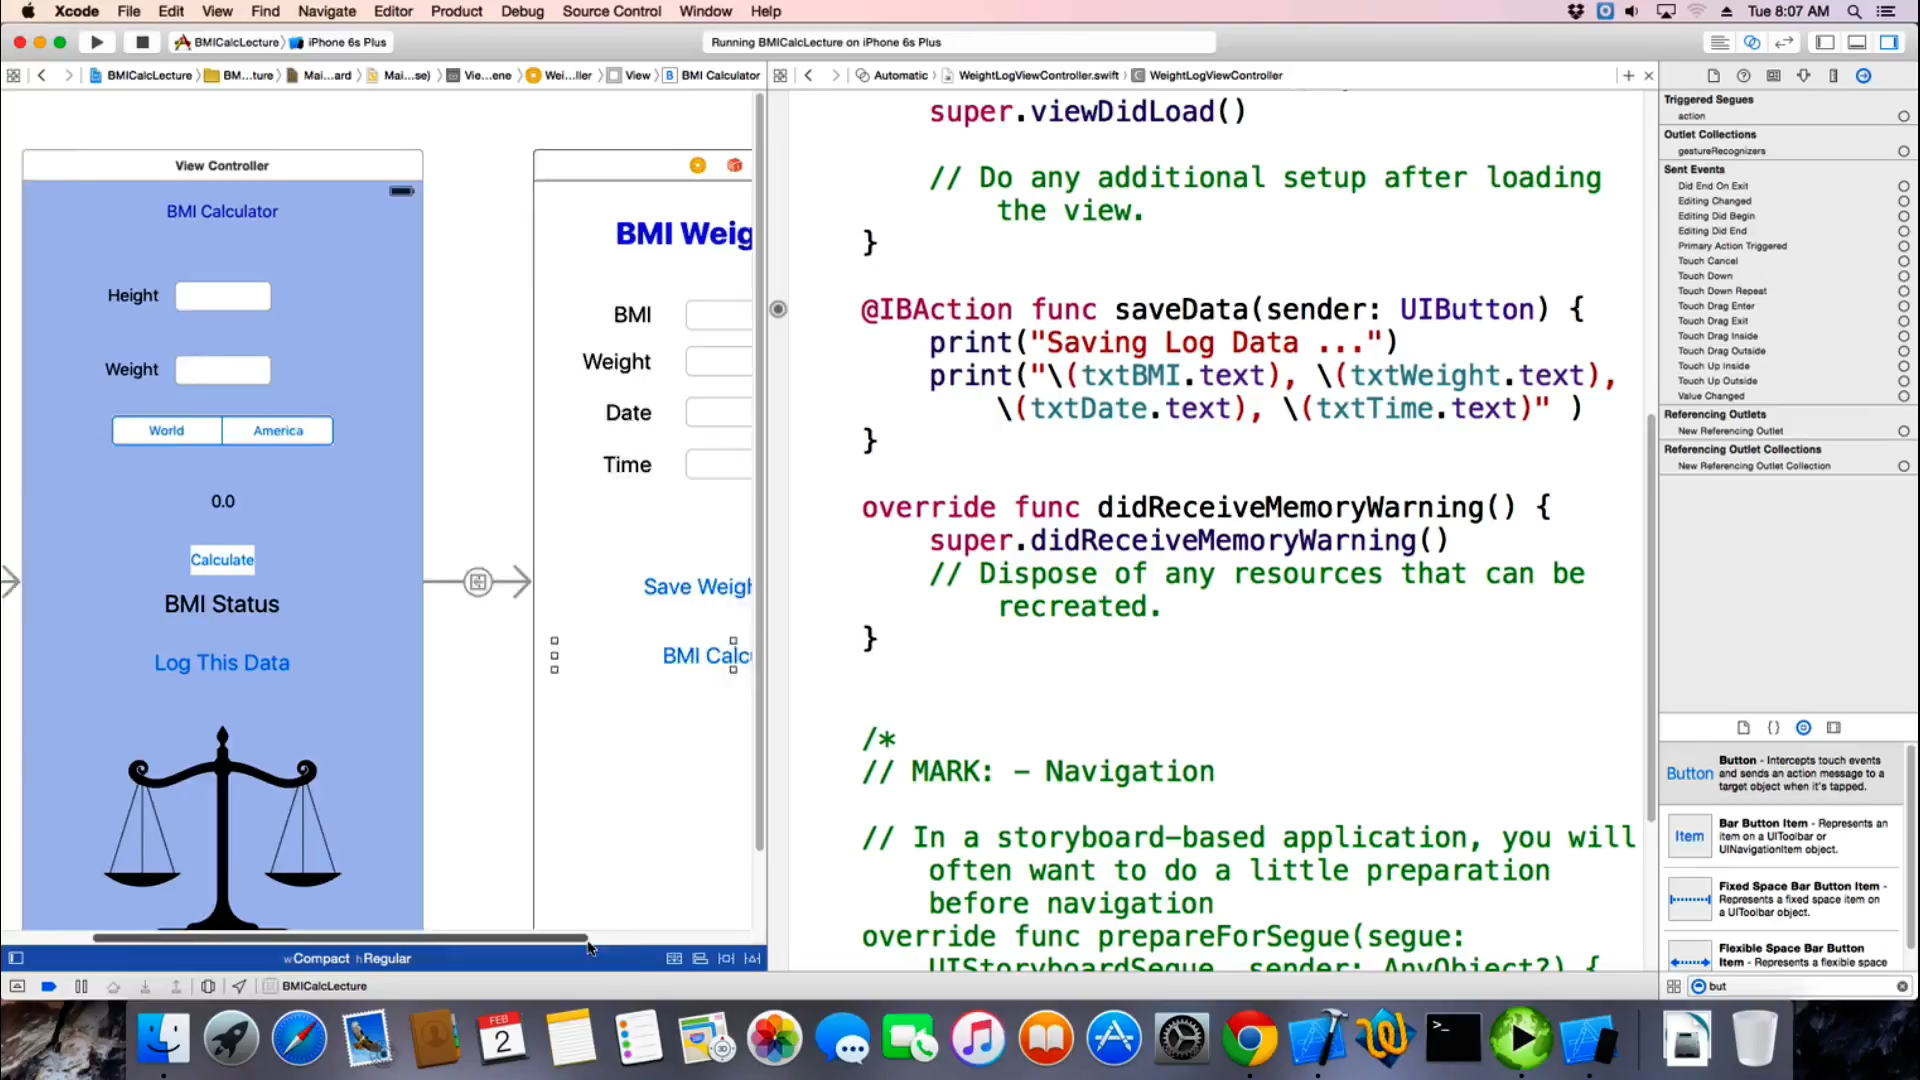 Xcode File Edit View Find Navigate Editor Product Debug Source Control Window Help
Tue 8:07 AM
BMICalcLecture iPhone 6s Plus
Running BMICalcLecture on iPhone 6s Plus
BMICalcLecture BM...ture Mai...ard Mai...se) Vie...ene Wei...ller View B BMI Calculator
Automatic WeightLogViewController.swift C WeightLogViewController
View Controller
BMI Calculator
Height
Weight
World America
0.0
Calculate
BMI Status
Log This Data
BMI Weig
BMI
Weight
Date
Time
Save Weigh
BMI Calc
wCompact hRegular
BMICalcLecture
super.viewDidLoad()
// Do any additional setup after loading
the view.
}
@IBAction func saveData(sender: UIButton) {
print("Saving Log Data ...")
print("\(txtBMI.text), \(txtWeight.text),
\(txtDate.text), \(txtTime.text)" )
}
override func didReceiveMemoryWarning() {
super.didReceiveMemoryWarning()
// Dispose of any resources that can be
recreated.
}
/*
// MARK: - Navigation
// In a storyboard-based application, you will
often want to do a little preparation
before navigation
override func prepareForSegue(segue:
UIStoryboardSegue, sender: AnyObject?) {
Triggered Segues
action
Outlet Collections
gestureRecognizers
Sent Events
Did End On Exit
Editing Changed
Editing Did Begin
Editing Did End
Primary Action Triggered
Touch Cancel
Touch Down
Touch Down Repeat
Touch Drag Enter
Touch Drag Exit
Touch Drag Inside
Touch Drag Outside
Touch Up Inside
Touch Up Outside
Value Changed
Referencing Outlets
New Referencing Outlet
Referencing Outlet Collections
New Referencing Outlet Collection
Button
Button - Intercepts touch events
and sends an action message to a
target object when it's tapped.
Item
Bar Button Item - Represents an
item on a UIToolbar or
UINavigationItem object.
Fixed Space Bar Button Item -
Represents a fixed space item on
a UIToolbar object.
Flexible Space Bar Button
Item - Represents a flexible space
but
FEB
2